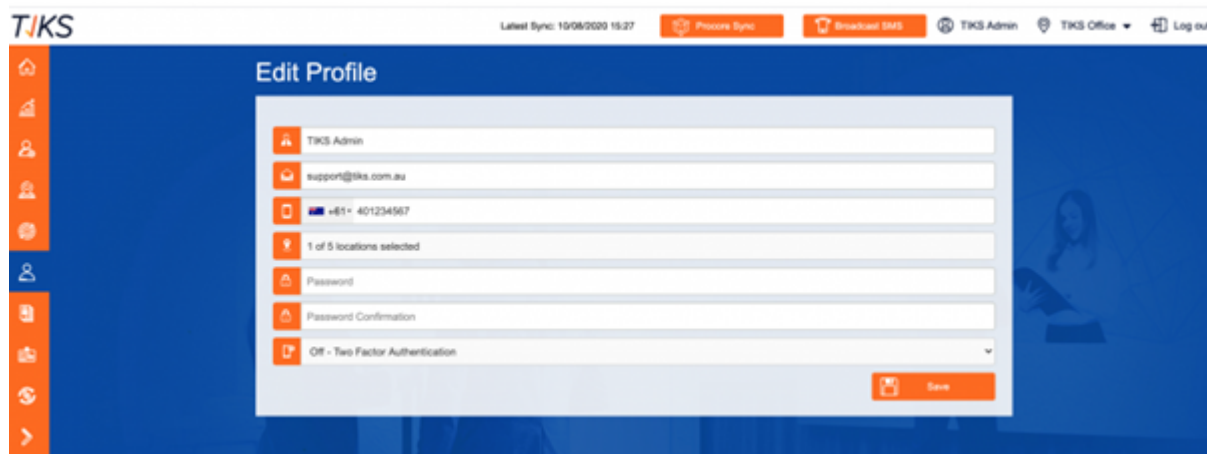 TIKS
Latest Sync: 10/08/2020 15:27
Procore Sync
Broadcast SMS
TIKS Admin
TIKS Office
Log out
Edit Profile
TIKS Admin
support@tiks.com.au
+61
401234567
1 of 5 locations selected
Password
Password Confirmation
Off - Two Factor Authentication
Save